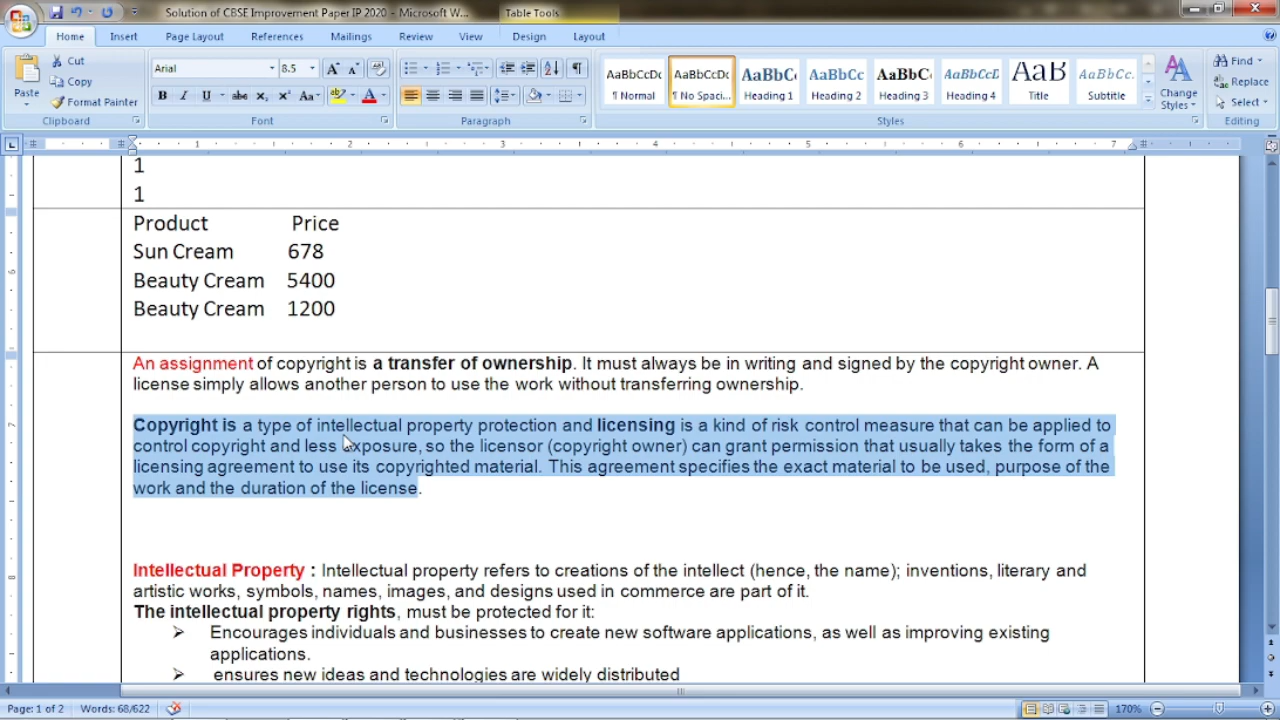 Solution of CBSE Improvement Paper IP 2020 - Microsoft W...
Table Tools
Home Insert Page Layout References Mailings Review View Design Layout
Paste
Cut
Copy
Format Painter
Clipboard
Arial 8.5
Font
Paragraph
AaBbCcDc AaBbCcDc AaBbC AaBbCc AaBbCc AaBbCcD AaB AaBbCc.
¶ Normal ¶ No Spaci... Heading 1 Heading 2 Heading 3 Heading 4 Title Subtitle
Change Styles
Styles
Find
Replace
Select
Editing
1 2 3 4 5 6 7
1
1
Product Price
Sun Cream 678
Beauty Cream 5400
Beauty Cream 1200
An assignment of copyright is a transfer of ownership. It must always be in writing and signed by the copyright owner. A
license simply allows another person to use the work without transferring ownership.
Copyright is a type of intellectual property protection and licensing is a kind of risk control measure that can be applied to
control copyright and less exposure, so the licensor (copyright owner) can grant permission that usually takes the form of a
licensing agreement to use its copyrighted material. This agreement specifies the exact material to be used, purpose of the
work and the duration of the license.
Intellectual Property : Intellectual property refers to creations of the intellect (hence, the name); inventions, literary and
artistic works, symbols, names, images, and designs used in commerce are part of it.
The intellectual property rights, must be protected for it:
Encourages individuals and businesses to create new software applications, as well as improving existing
applications.
ensures new ideas and technologies are widely distributed
Page: 1 of 2 Words: 68/622 170%